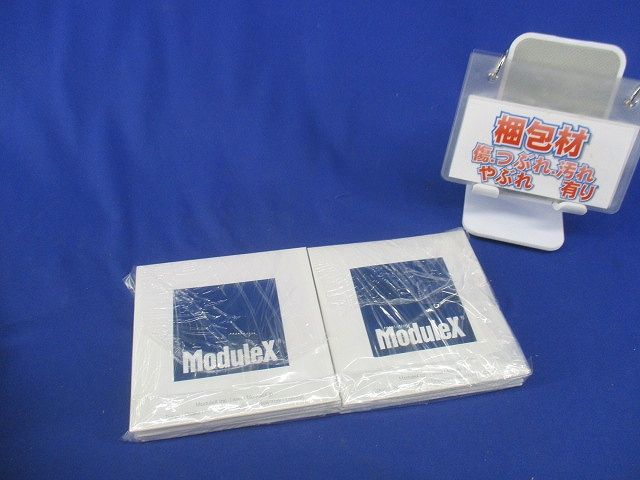 梱包材
傷、つぶれ、汚れ
やぶれ 有り
ModuleX
ModuleX